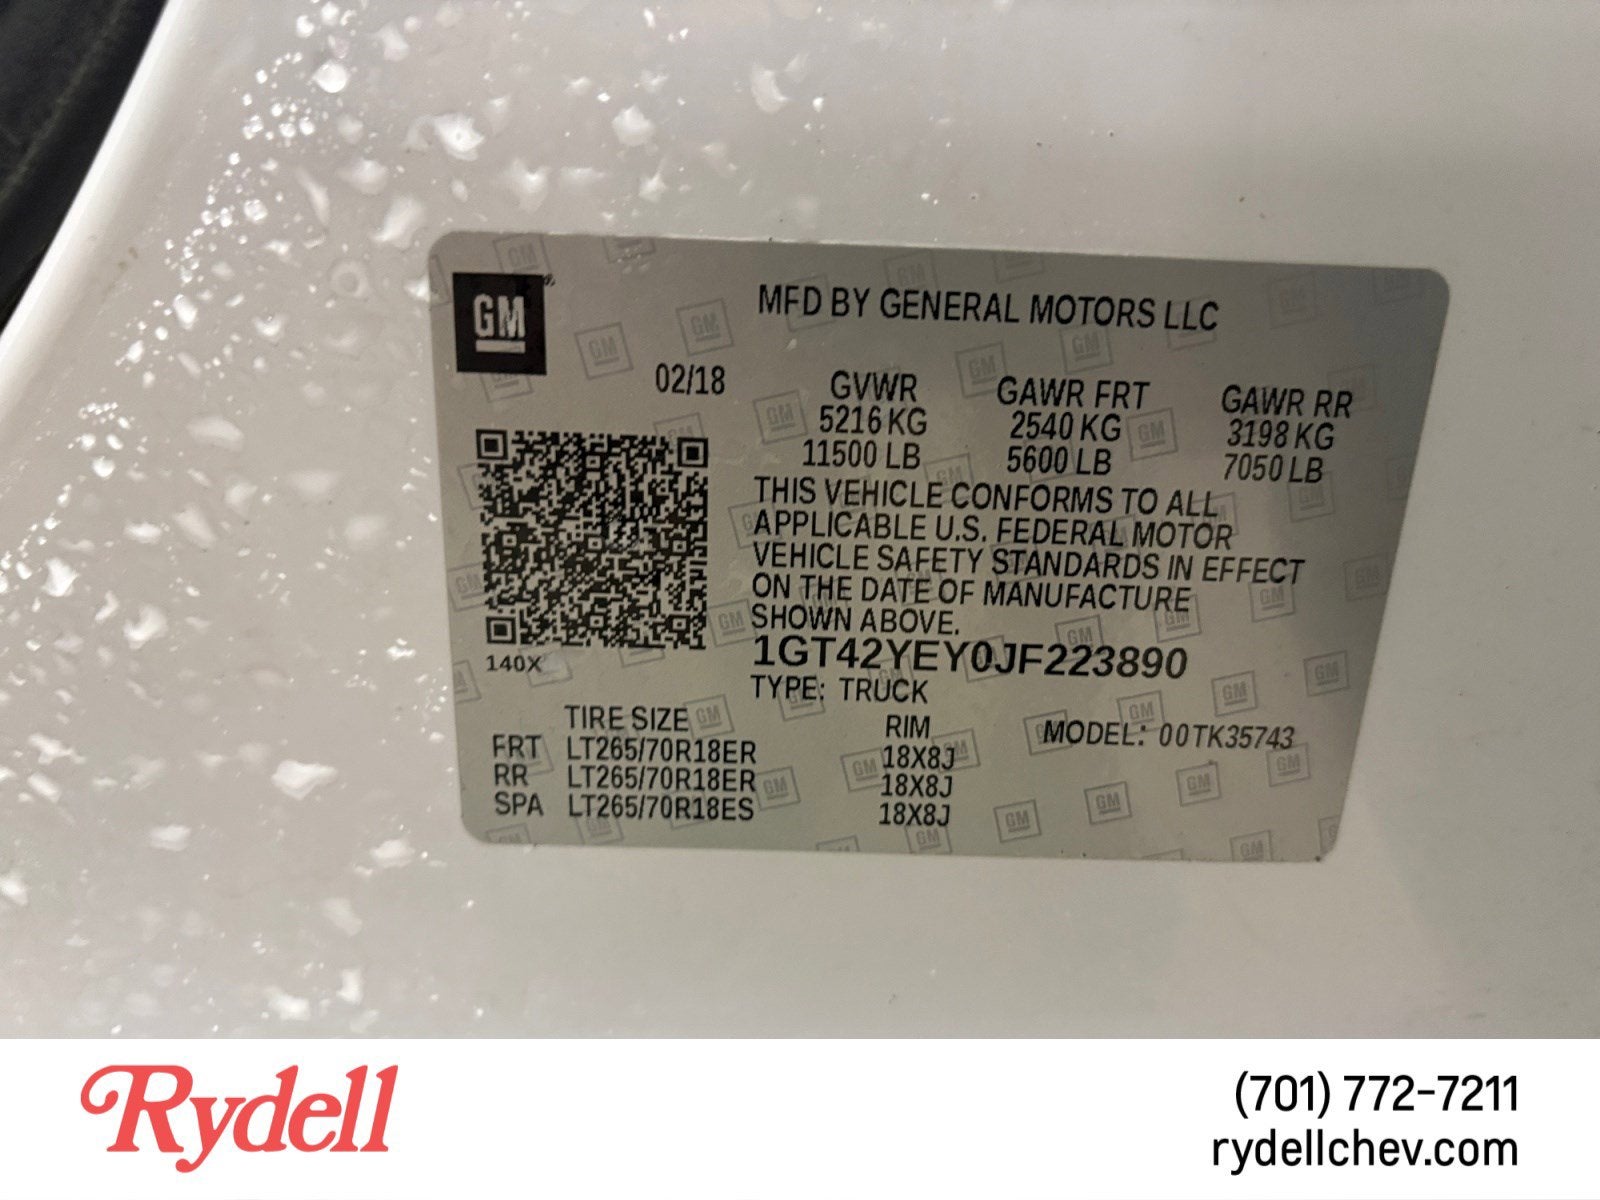 GM
MFD BY GENERAL MOTORS LLC
02/18
GVWR GAWR FRT GAWR RR
5216 KG 2540 KG 3198 KG
11500 LB 5600 LB 7050 LB
THIS VEHICLE CONFORMS TO ALL
APPLICABLE U.S. FEDERAL MOTOR
VEHICLE SAFETY STANDARDS IN EFFECT
ON THE DATE OF MANUFACTURE
SHOWN ABOVE.
1GT42YEY0JF223890
140X
TYPE: TRUCK
TIRE SIZE RIM MODEL: 00TK35743
FRT LT265/70R18ER 18X8J
RR LT265/70R18ER 18X8J
SPA LT265/70R18ES 18X8J
Rydell
(701) 772-7211
rydellchev.com